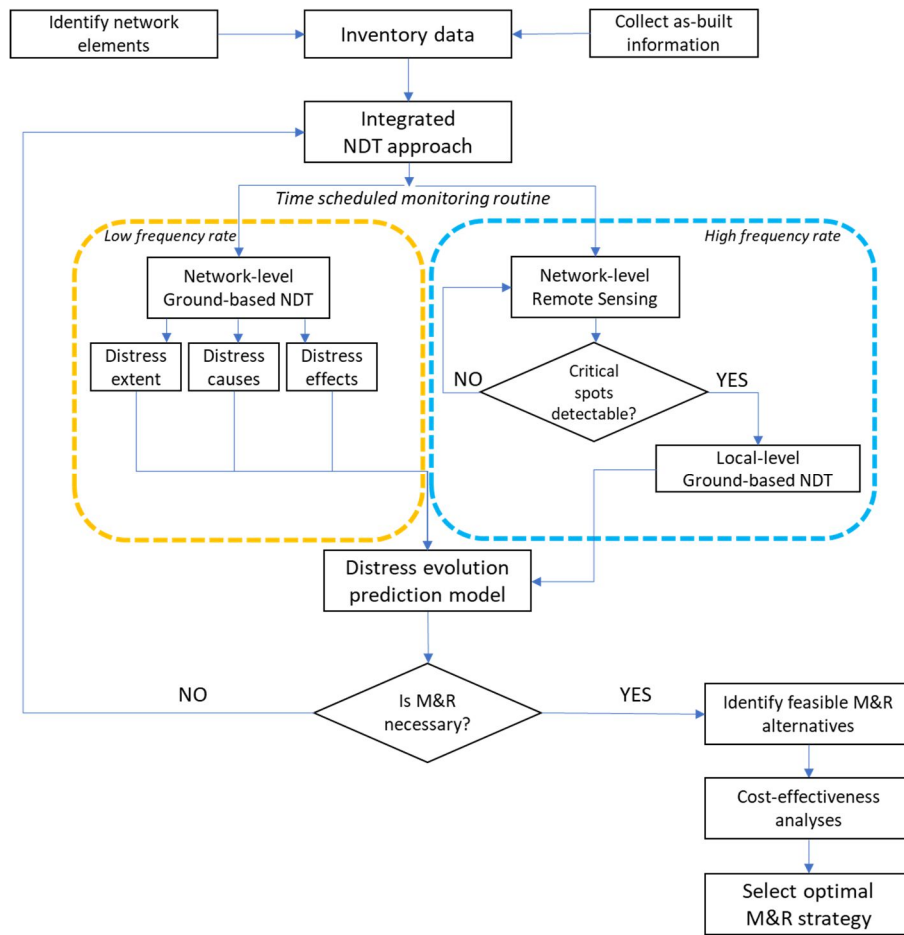 Identify network
elements
Inventory data
Collect as-built
information
Integrated
NDT approach
Time scheduled monitoring routine
Low frequency rate
High frequency rate
Network-level
Ground-based NDT
Network-level
Remote Sensing
Distress
extent
Distress
causes
Distress
effects
NO
Critical
spots
detectable?
YES
Local-level
Ground-based NDT
Distress evolution
prediction model
NO
Is M&R
necessary?
YES
Identify feasible M&R
alternatives
Cost-effectiveness
analyses
Select optimal
M&R strategy